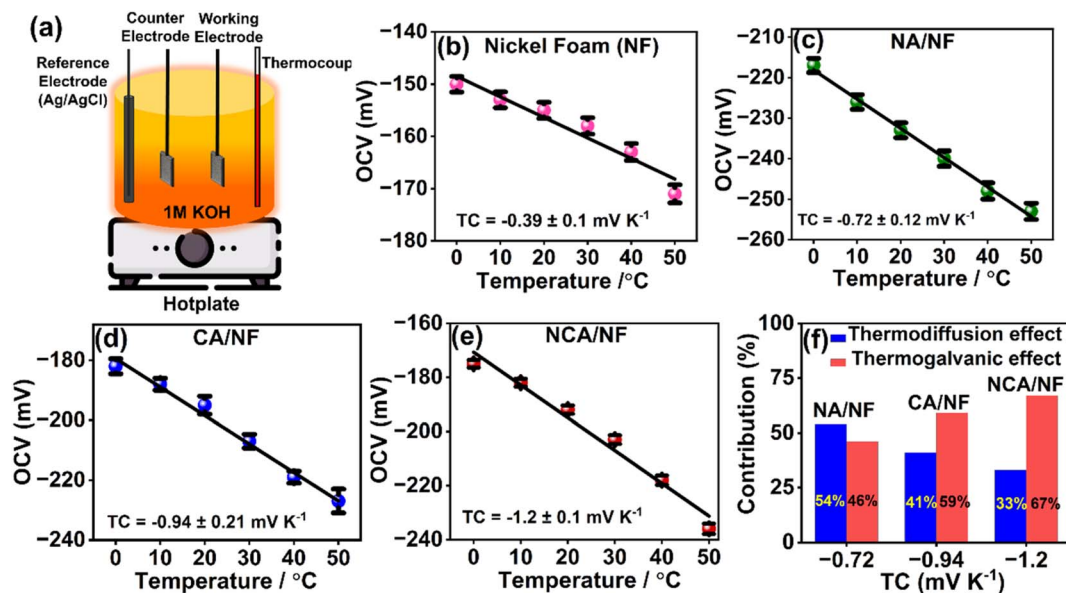 (a)
Counter
Electrode
Working
Electrode
Reference
Electrode
(Ag/AgCl)
Thermocoup
1M KOH
Hotplate
(b)
Nickel Foam (NF)
OCV (mV)
−140
−150
−160
−170
−180
TC = -0.39 ± 0.1 mV K⁻¹
0 10 20 30 40 50
Temperature /°C
(c)
NA/NF
OCV (mV)
−210
−220
−230
−240
−250
−260
TC = -0.72 ± 0.12 mV K⁻¹
0 10 20 30 40 50
Temperature /°C
(d)
CA/NF
OCV (mV)
−180
−200
−220
−240
TC = -0.94 ± 0.21 mV K⁻¹
0 10 20 30 40 50
Temperature / °C
(e)
NCA/NF
OCV (mV)
−160
−180
−200
−220
−240
TC = -1.2 ± 0.1 mV K⁻¹
0 10 20 30 40 50
Temperature / °C
(f)
Thermodiffusion effect
Thermogalvanic effect
Contribution (%)
100
75
50
25
0
NA/NF
CA/NF
NCA/NF
54% 46%
41% 59%
33% 67%
−0.72 −0.94 −1.2
TC (mV K⁻¹)